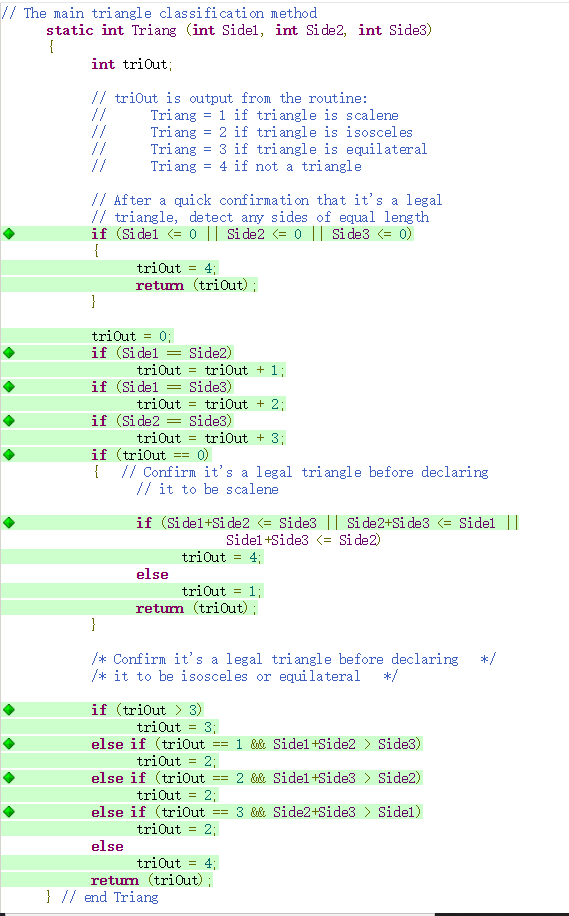 // The main triangle classification method
static int Triang (int Side1, int Side2, int Side3)
{
int triOut;
// triOut is output from the routine:
// Triang = 1 if triangle is scalene
// Triang = 2 if triangle is isosceles
// Triang = 3 if triangle is equilateral
// Triang = 4 if not a triangle
// After a quick confirmation that it's a legal
// triangle, detect any sides of equal length
if (Side1 <= 0 || Side2 <= 0 || Side3 <= 0)
{
triOut = 4;
return (triOut);
}
triOut = 0;
if (Side1 == Side2)
triOut = triOut + 1;
if (Side1 == Side3)
triOut = triOut + 2;
if (Side2 == Side3)
triOut = triOut + 3;
if (triOut == 0)
{ // Confirm it's a legal triangle before declaring
// it to be scalene
if (Side1+Side2 <= Side3 || Side2+Side3 <= Side1 ||
Side1+Side3 <= Side2)
triOut = 4;
else
triOut = 1;
return (triOut);
}
/* Confirm it's a legal triangle before declaring */
/* it to be isosceles or equilateral */
if (triOut > 3)
triOut = 3;
else if (triOut == 1 && Side1+Side2 > Side3)
triOut = 2;
else if (triOut == 2 && Side1+Side3 > Side2)
triOut = 2;
else if (triOut == 3 && Side2+Side3 > Side1)
triOut = 2;
else
triOut = 4;
return (triOut);
} // end Triang